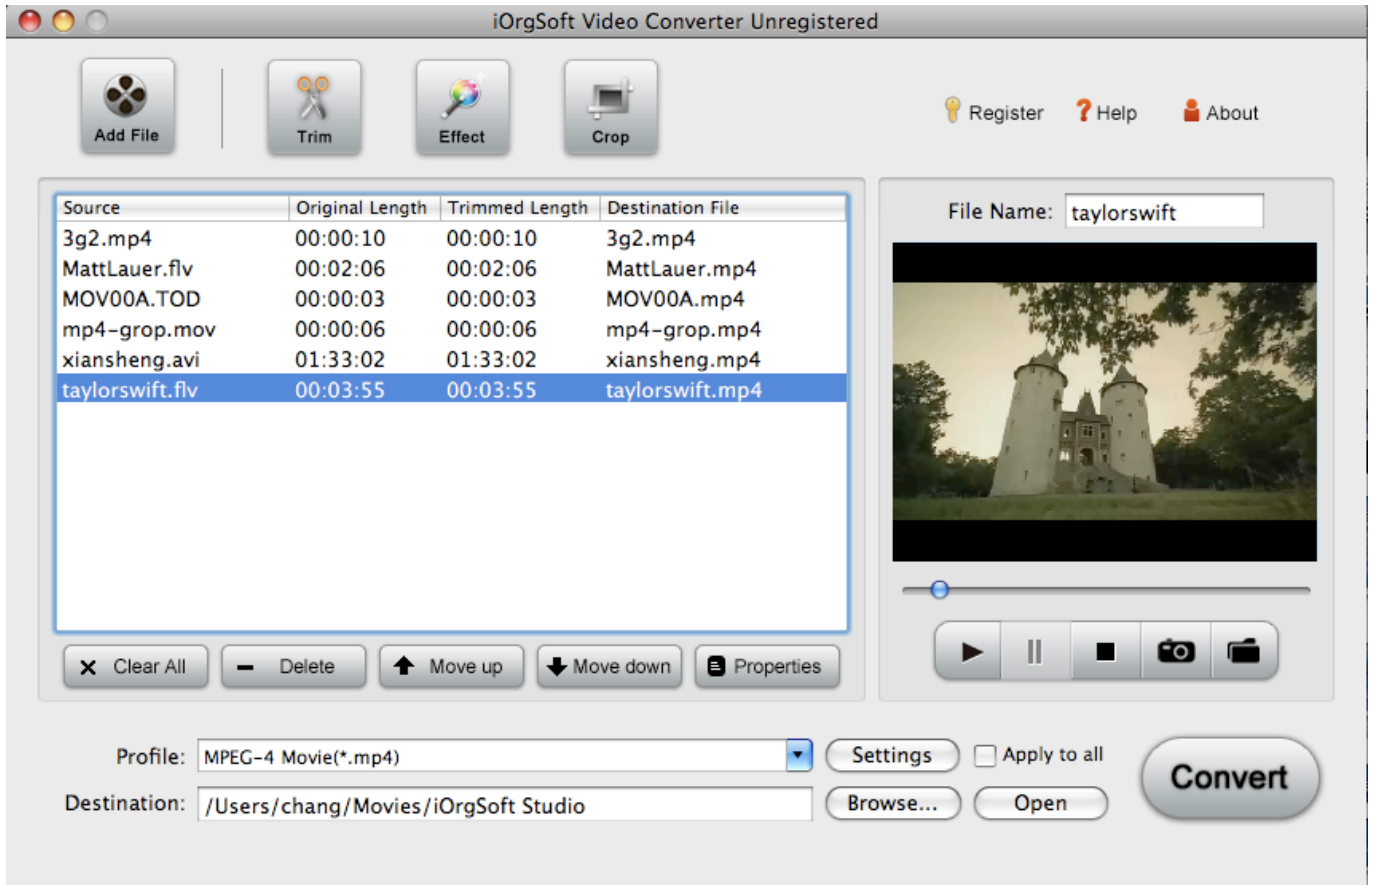 iOrgSoft Video Converter Unregistered
Add File
Trim
Effect
Crop
Register
Help
About
Source Original Length Trimmed Length Destination File
3g2.mp4 00:00:10 00:00:10 3g2.mp4
MattLauer.flv 00:02:06 00:02:06 MattLauer.mp4
MOV00A.TOD 00:00:03 00:00:03 MOV00A.mp4
mp4-grop.mov 00:00:06 00:00:06 mp4-grop.mp4
xiansheng.avi 01:33:02 01:33:02 xiansheng.mp4
taylorswift.flv 00:03:55 00:03:55 taylorswift.mp4
File Name: taylorswift
Clear All
Delete
Move up
Move down
Properties
Profile: MPEG-4 Movie(*.mp4)
Settings
Apply to all
Destination: /Users/chang/Movies/iOrgSoft Studio
Browse...
Open
Convert